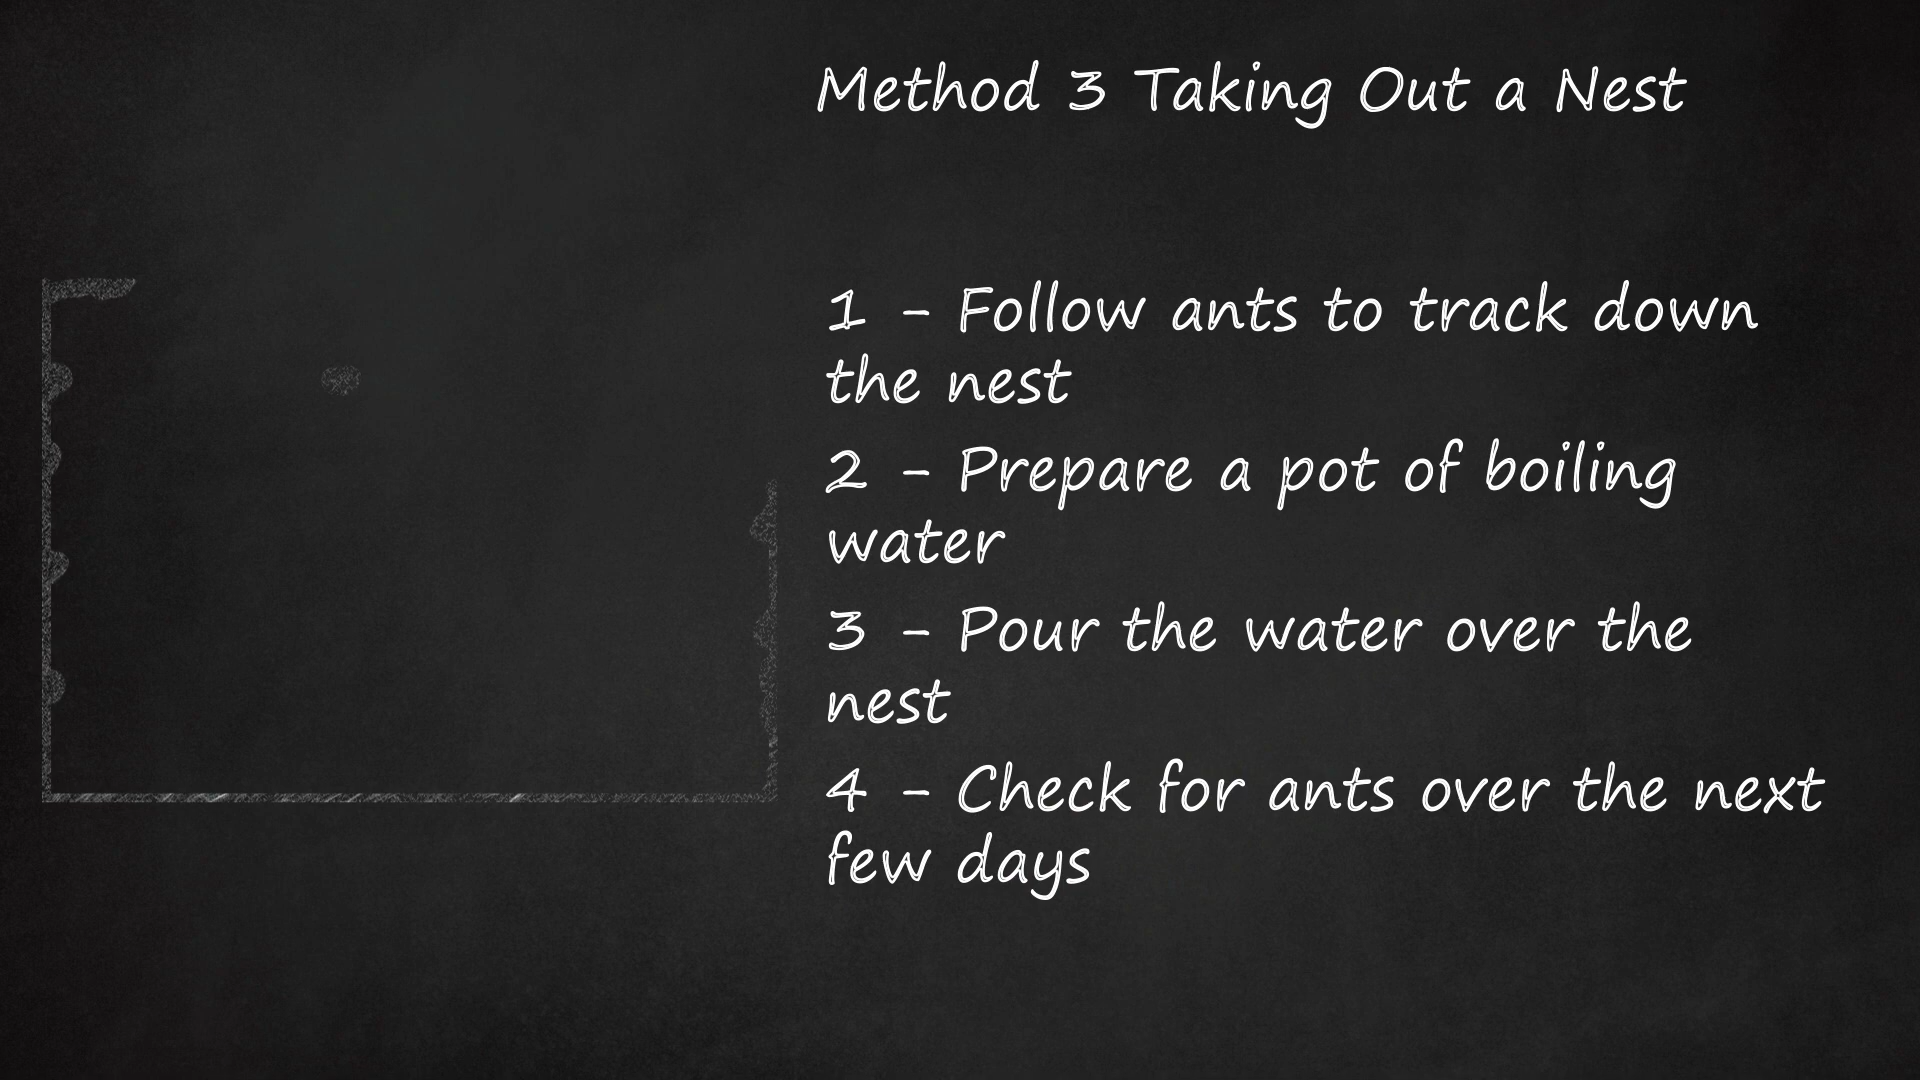 Method 3 Taking Out a Nest
1 - Follow ants to track down
the nest
2 - Prepare a pot of boiling
water
3 - Pour the water over the
nest
4 - Check for ants over the next
few days